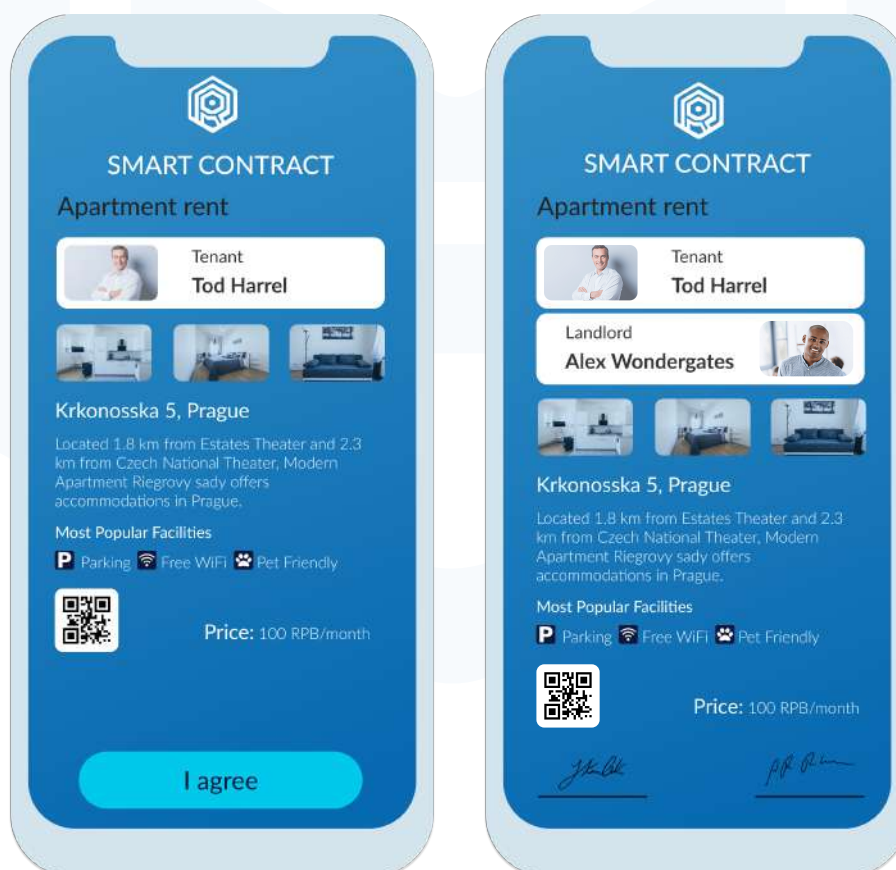 SMART CONTRACT
Apartment rent
Tenant
Tod Harrel
Krkonosska 5, Prague
Located 1.8 km from Estates Theater and 2.3
km from Czech National Theater, Modern
Apartment Riegrovy sady offers
accommodations in Prague.
Most Popular Facilities
P Parking Free WiFi Pet Friendly
Price: 100 RPB/month
I agree
SMART CONTRACT
Apartment rent
Tenant
Tod Harrel
Landlord
Alex Wondergates
Krkonosska 5, Prague
Located 1.8 km from Estates Theater and 2.3
km from Czech National Theater, Modern
Apartment Riegrovy sady offers
accommodations in Prague.
Most Popular Facilities
P Parking Free WiFi Pet Friendly
Price: 100 RPB/month